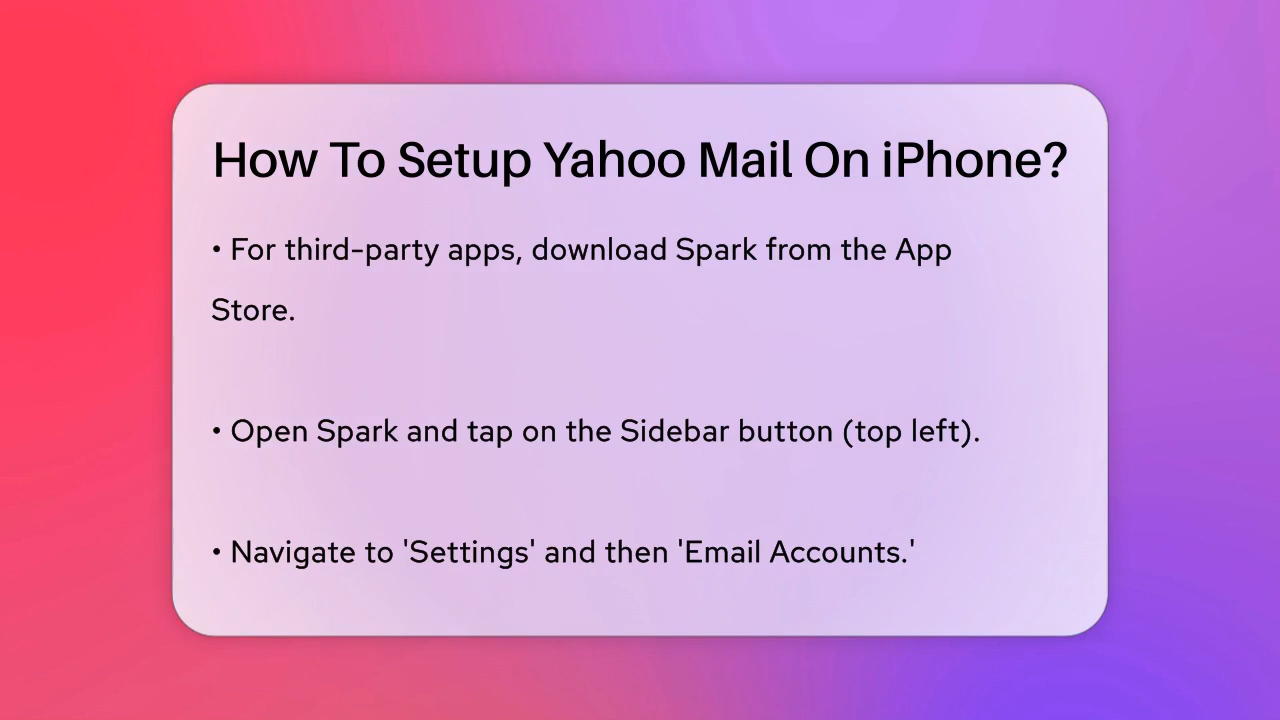 How To Setup Yahoo Mail On iPhone?
• For third-party apps, download Spark from the App
Store.
• Open Spark and tap on the Sidebar button (top left).
• Navigate to 'Settings' and then 'Email Accounts.'